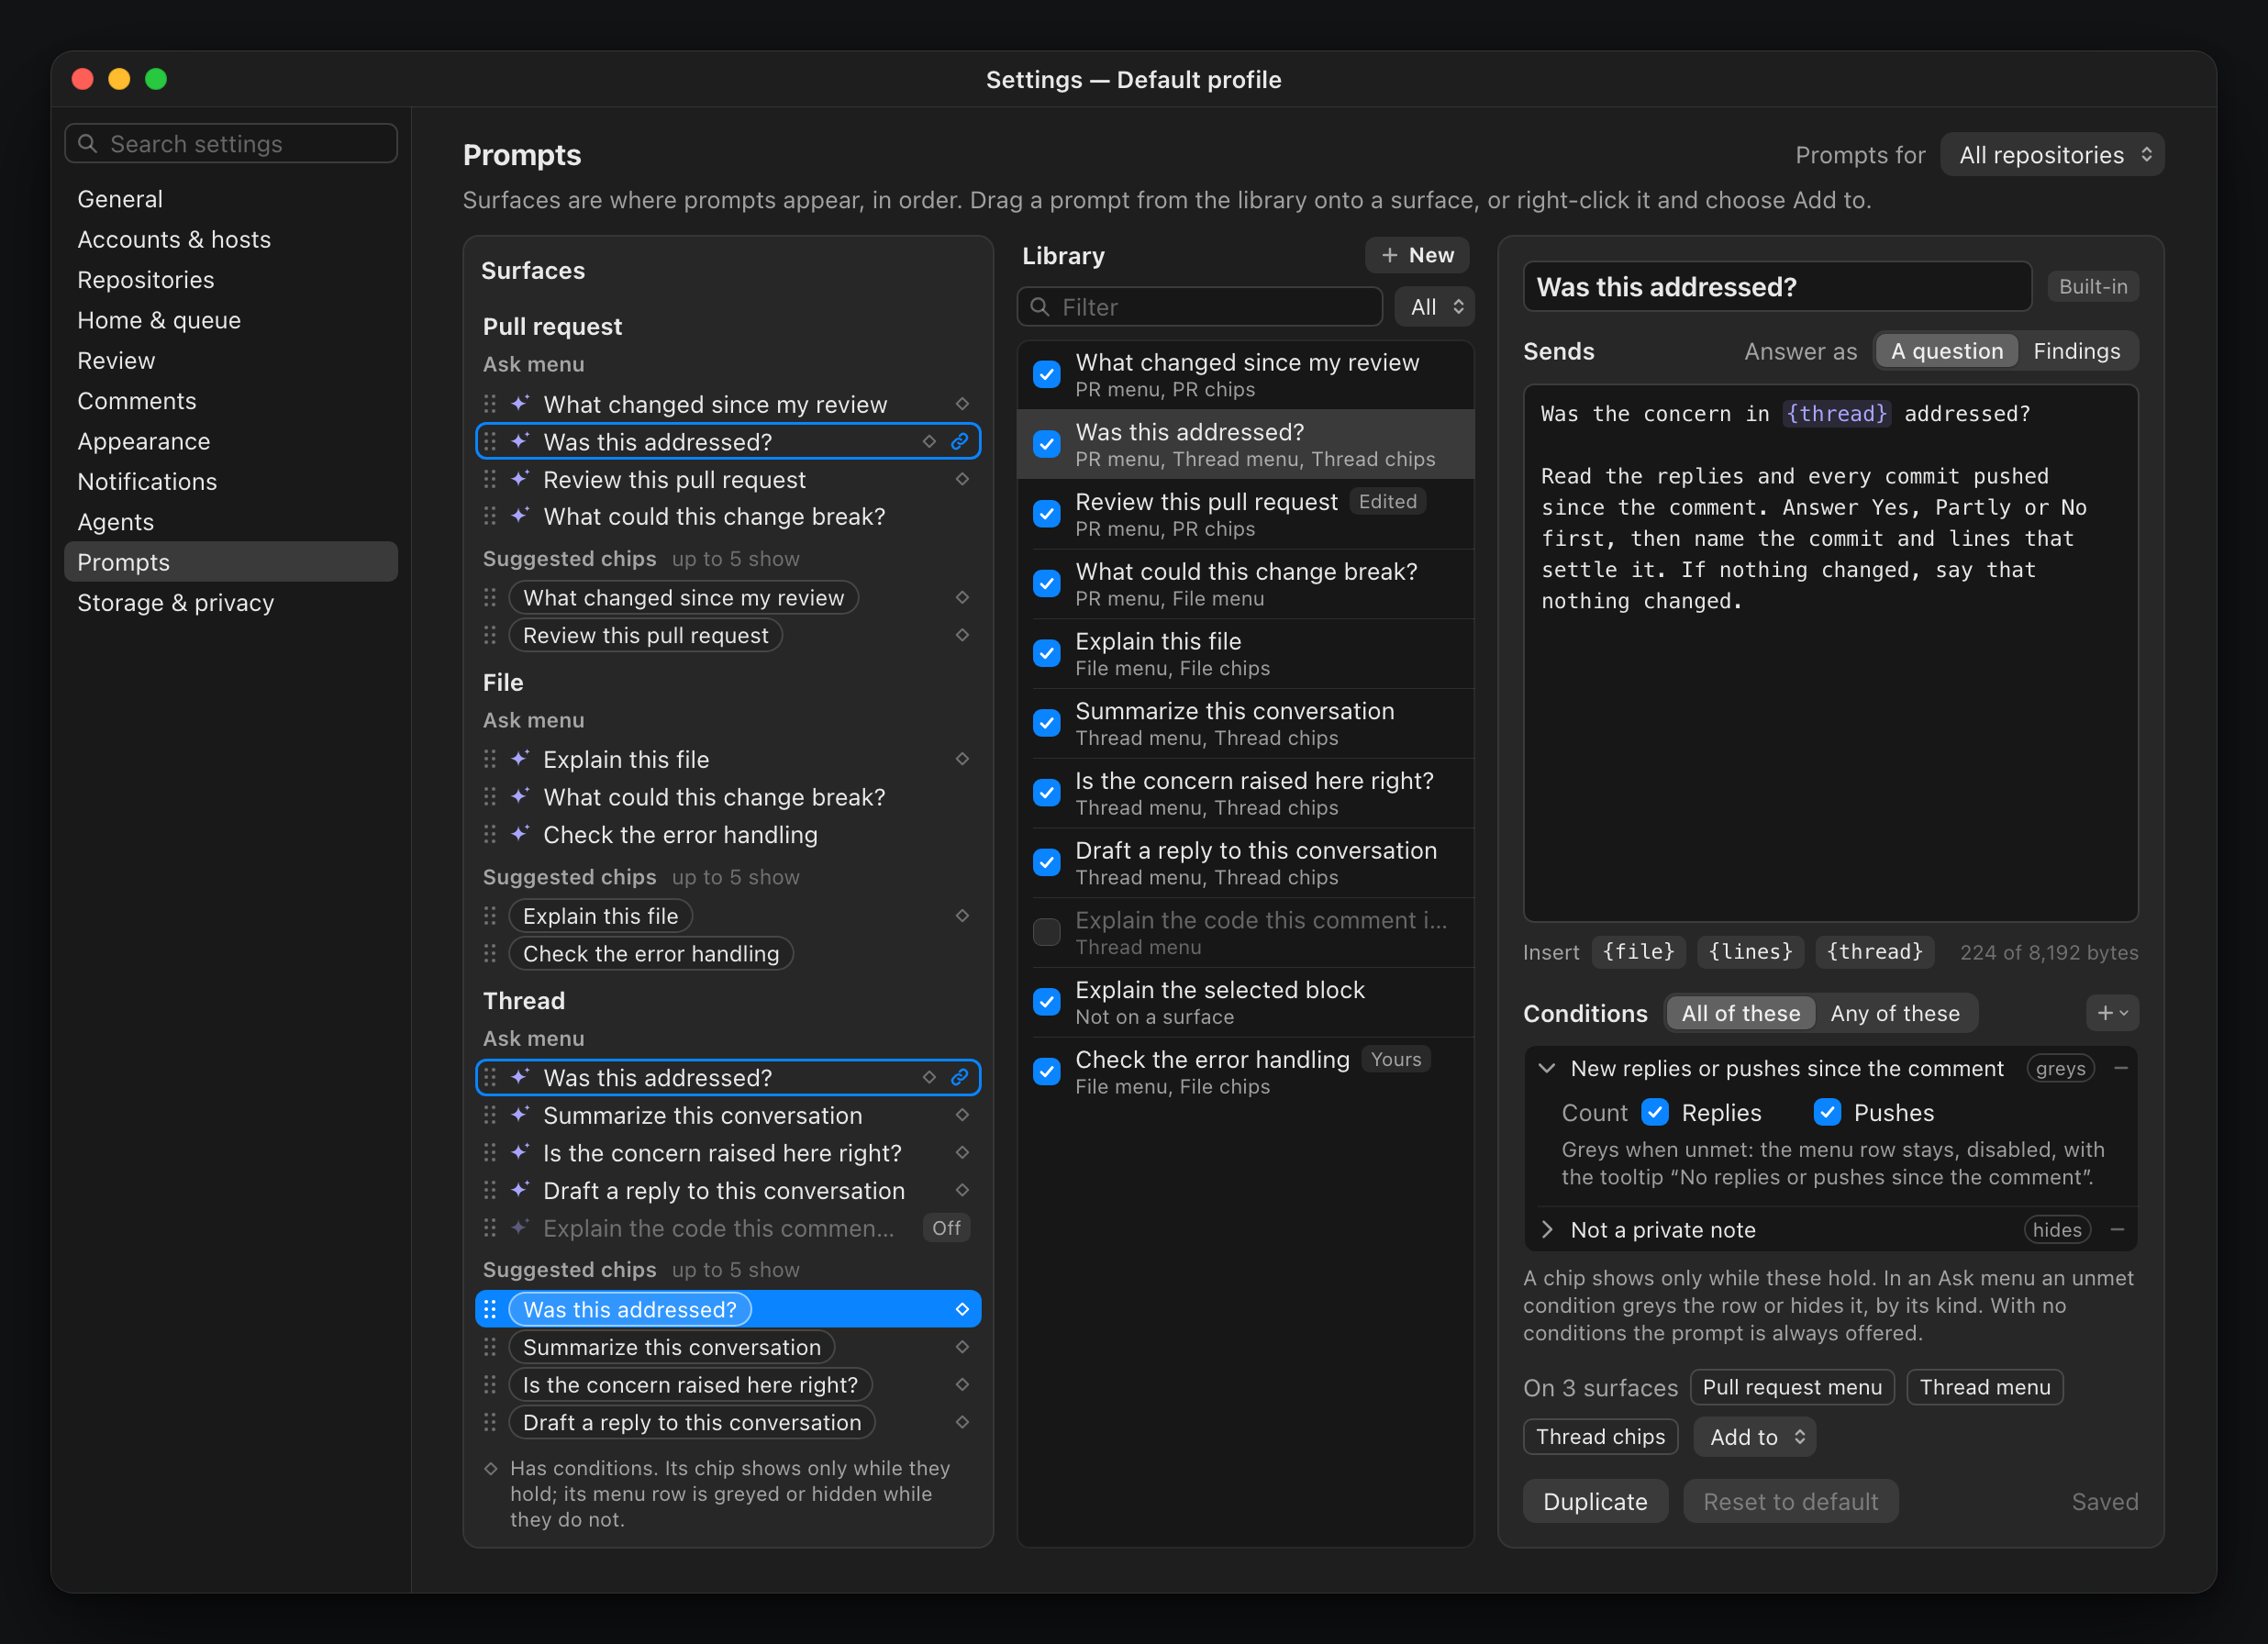 Settings — Default profile
Search settings
General
Accounts & hosts
Repositories
Home & queue
Review
Comments
Appearance
Notifications
Agents
Prompts
Storage & privacy
Prompts
Prompts for All repositories
Surfaces are where prompts appear, in order. Drag a prompt from the library onto a surface, or right-click it and choose Add to.
Surfaces
Pull request
Ask menu
What changed since my review
Was this addressed?
Review this pull request
What could this change break?
Suggested chips up to 5 show
What changed since my review
Review this pull request
File
Ask menu
Explain this file
What could this change break?
Check the error handling
Suggested chips up to 5 show
Explain this file
Check the error handling
Thread
Ask menu
Was this addressed?
Summarize this conversation
Is the concern raised here right?
Draft a reply to this conversation
Explain the code this commen... Off
Suggested chips up to 5 show
Was this addressed?
Summarize this conversation
Is the concern raised here right?
Draft a reply to this conversation
Has conditions. Its chip shows only while they
hold; its menu row is greyed or hidden while
they do not.
Library
+ New
Filter
All
What changed since my review
PR menu, PR chips
Was this addressed?
PR menu, Thread menu, Thread chips
Review this pull request Edited
PR menu, PR chips
What could this change break?
PR menu, File menu
Explain this file
File menu, File chips
Summarize this conversation
Thread menu, Thread chips
Is the concern raised here right?
Thread menu, Thread chips
Draft a reply to this conversation
Thread menu, Thread chips
Explain the code this comment i...
Thread menu
Explain the selected block
Not on a surface
Check the error handling Yours
File menu, File chips
Was this addressed?
Built-in
Sends
Answer as A question Findings
Was the concern in {thread} addressed?
Read the replies and every commit pushed
since the comment. Answer Yes, Partly or No
first, then name the commit and lines that
settle it. If nothing changed, say that
nothing changed.
Insert {file} {lines} {thread} 224 of 8,192 bytes
Conditions All of these Any of these
New replies or pushes since the comment greys
Count Replies Pushes
Greys when unmet: the menu row stays, disabled, with
the tooltip “No replies or pushes since the comment”.
Not a private note hides
A chip shows only while these hold. In an Ask menu an unmet
condition greys the row or hides it, by its kind. With no
conditions the prompt is always offered.
On 3 surfaces Pull request menu Thread menu
Thread chips Add to
Duplicate Reset to default Saved